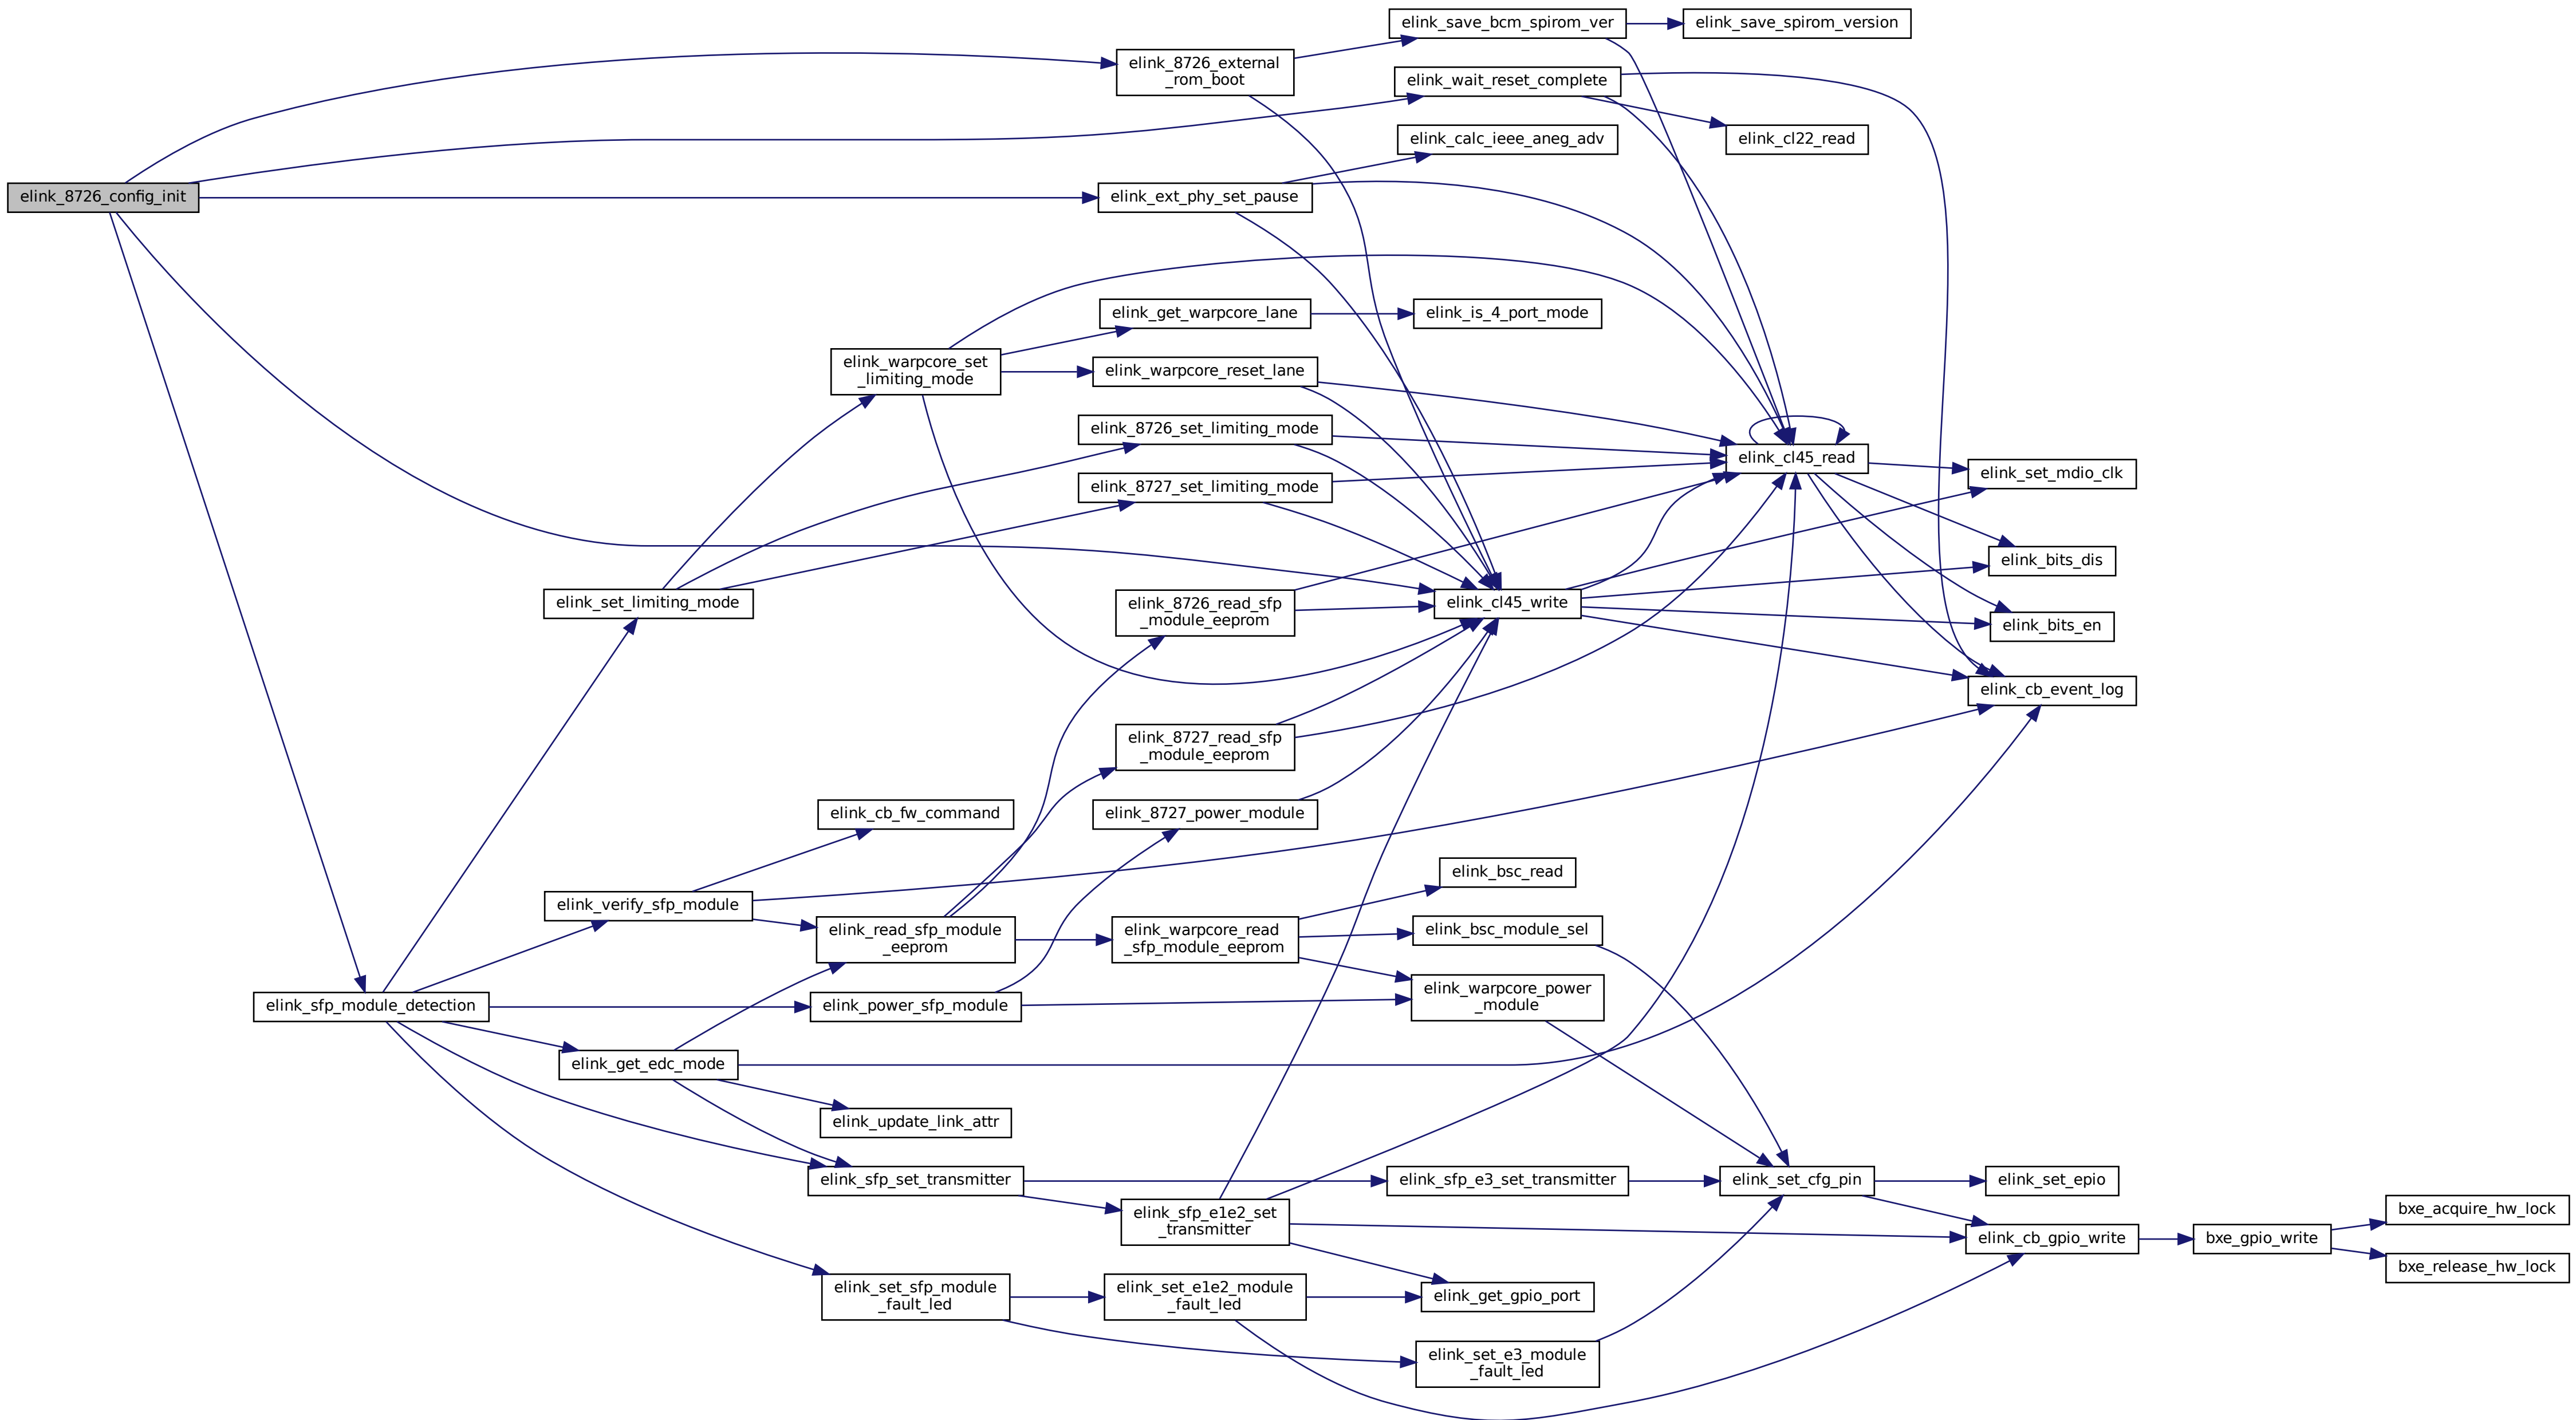 elink_save_bcm_spirom_ver
elink_save_spirom_version
elink_8726_external
_rom_boot
elink_wait_reset_complete
elink_calc_ieee_aneg_adv
elink_cl22_read
elink_8726_config_init
elink_ext_phy_set_pause
elink_get_warpcore_lane
elink_is_4_port_mode
elink_warpcore_set
_limiting_mode
elink_warpcore_reset_lane
elink_8726_set_limiting_mode
elink_cl45_read
elink_set_mdio_clk
elink_8727_set_limiting_mode
elink_bits_dis
elink_set_limiting_mode
elink_8726_read_sfp
_module_eeprom
elink_cl45_write
elink_bits_en
elink_cb_event_log
elink_8727_read_sfp
_module_eeprom
elink_cb_fw_command
elink_8727_power_module
elink_bsc_read
elink_verify_sfp_module
elink_read_sfp_module
_eeprom
elink_warpcore_read
_sfp_module_eeprom
elink_bsc_module_sel
elink_sfp_module_detection
elink_power_sfp_module
elink_warpcore_power
_module
elink_get_edc_mode
elink_update_link_attr
elink_sfp_set_transmitter
elink_sfp_e3_set_transmitter
elink_set_cfg_pin
elink_set_epio
elink_sfp_e1e2_set
_transmitter
elink_cb_gpio_write
bxe_gpio_write
bxe_acquire_hw_lock
bxe_release_hw_lock
elink_set_sfp_module
_fault_led
elink_set_e1e2_module
_fault_led
elink_get_gpio_port
elink_set_e3_module
_fault_led